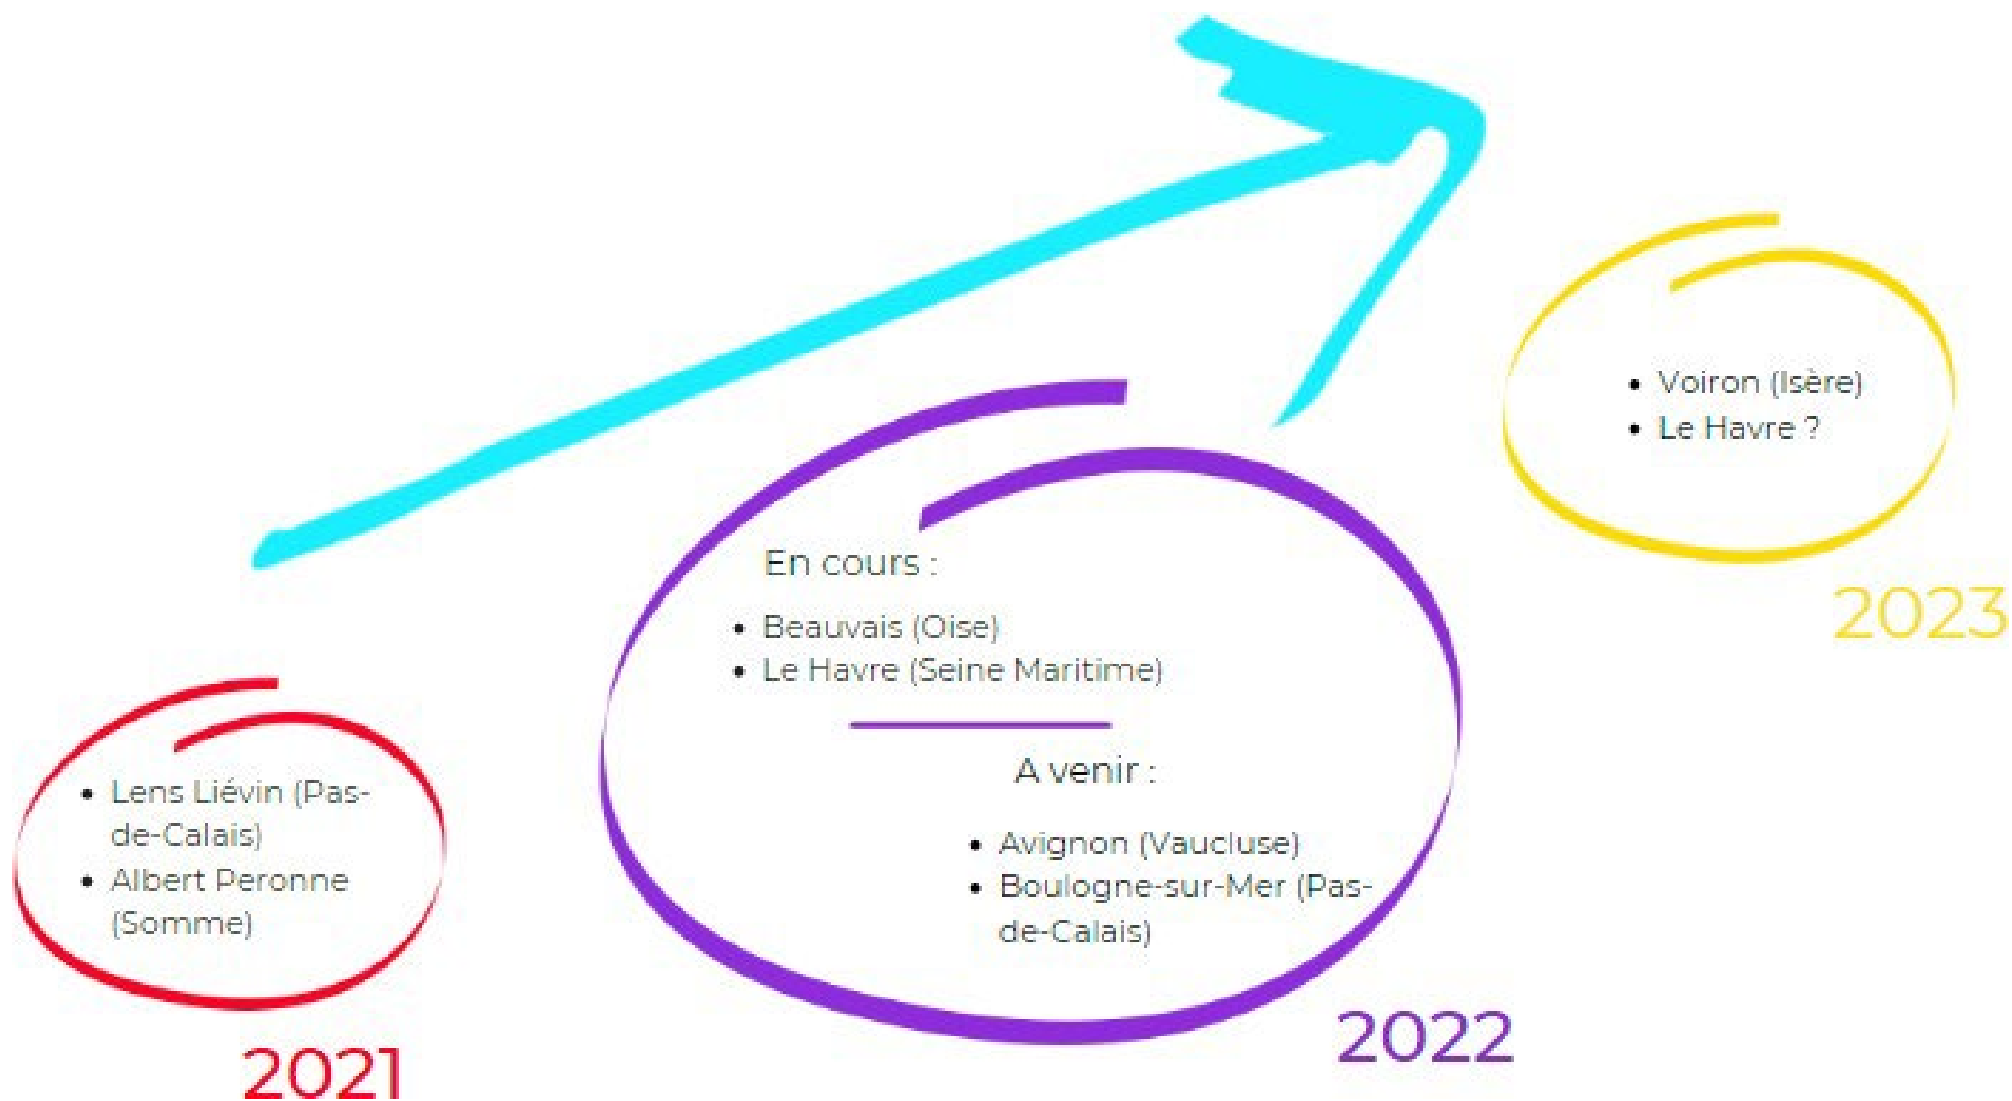 • Lens Liévin (Pas-
de-Calais)
• Albert Peronne
(Somme)
2021
En cours :
• Beauvais (Oise)
• Le Havre (Seine Maritime)
A venir :
• Avignon (Vaucluse)
• Boulogne-sur-Mer (Pas-
de-Calais)
2022
• Voiron (Isère)
• Le Havre ?
2023